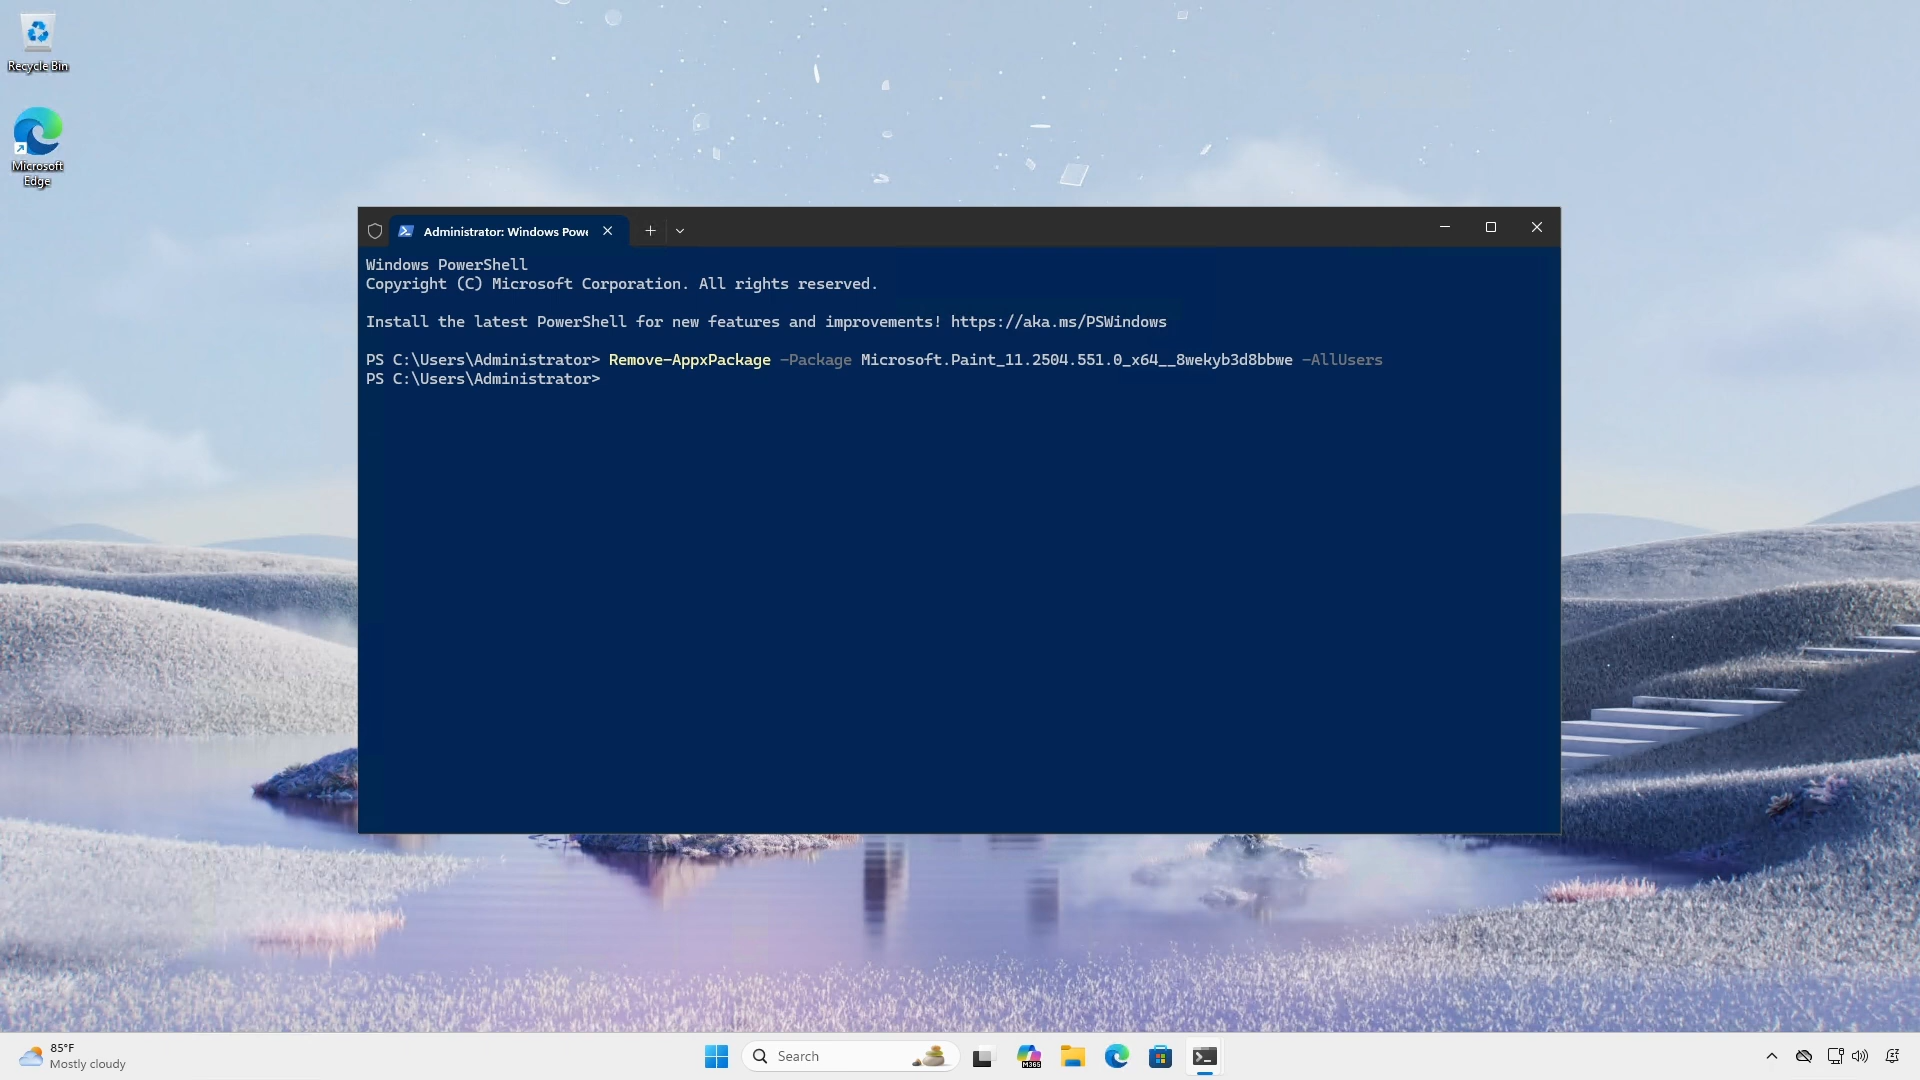 Recycle Bin
Microsoft
Edge
Administrator: Windows Powe
Windows PowerShell
Copyright (C) Microsoft Corporation. All rights reserved.
Install the latest PowerShell for new features and improvements! https://aka.ms/PSWindows
PS C:\Users\Administrator> Remove-AppxPackage -Package Microsoft.Paint_11.2504.551.0_x64__8wekyb3d8bbwe -AllUsers
PS C:\Users\Administrator>
85°F
Mostly cloudy
Search
M365